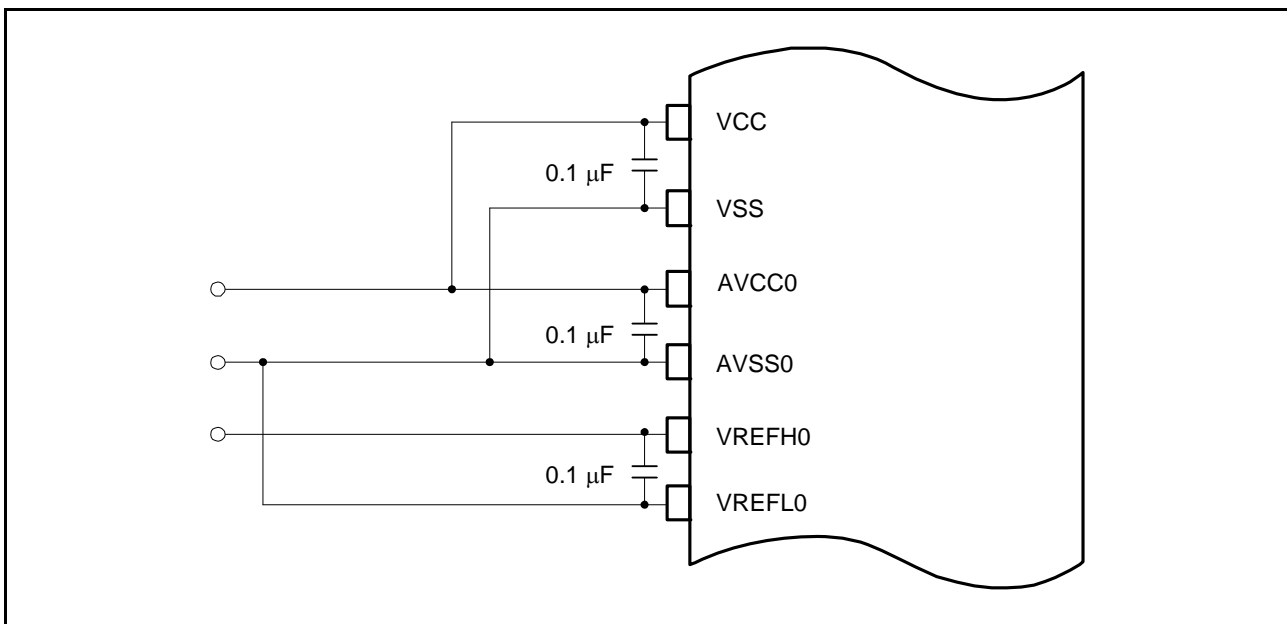 VCC
0.1 μF
VSS
AVCC0
0.1 μF
AVSS0
VREFH0
0.1 μF
VREFL0